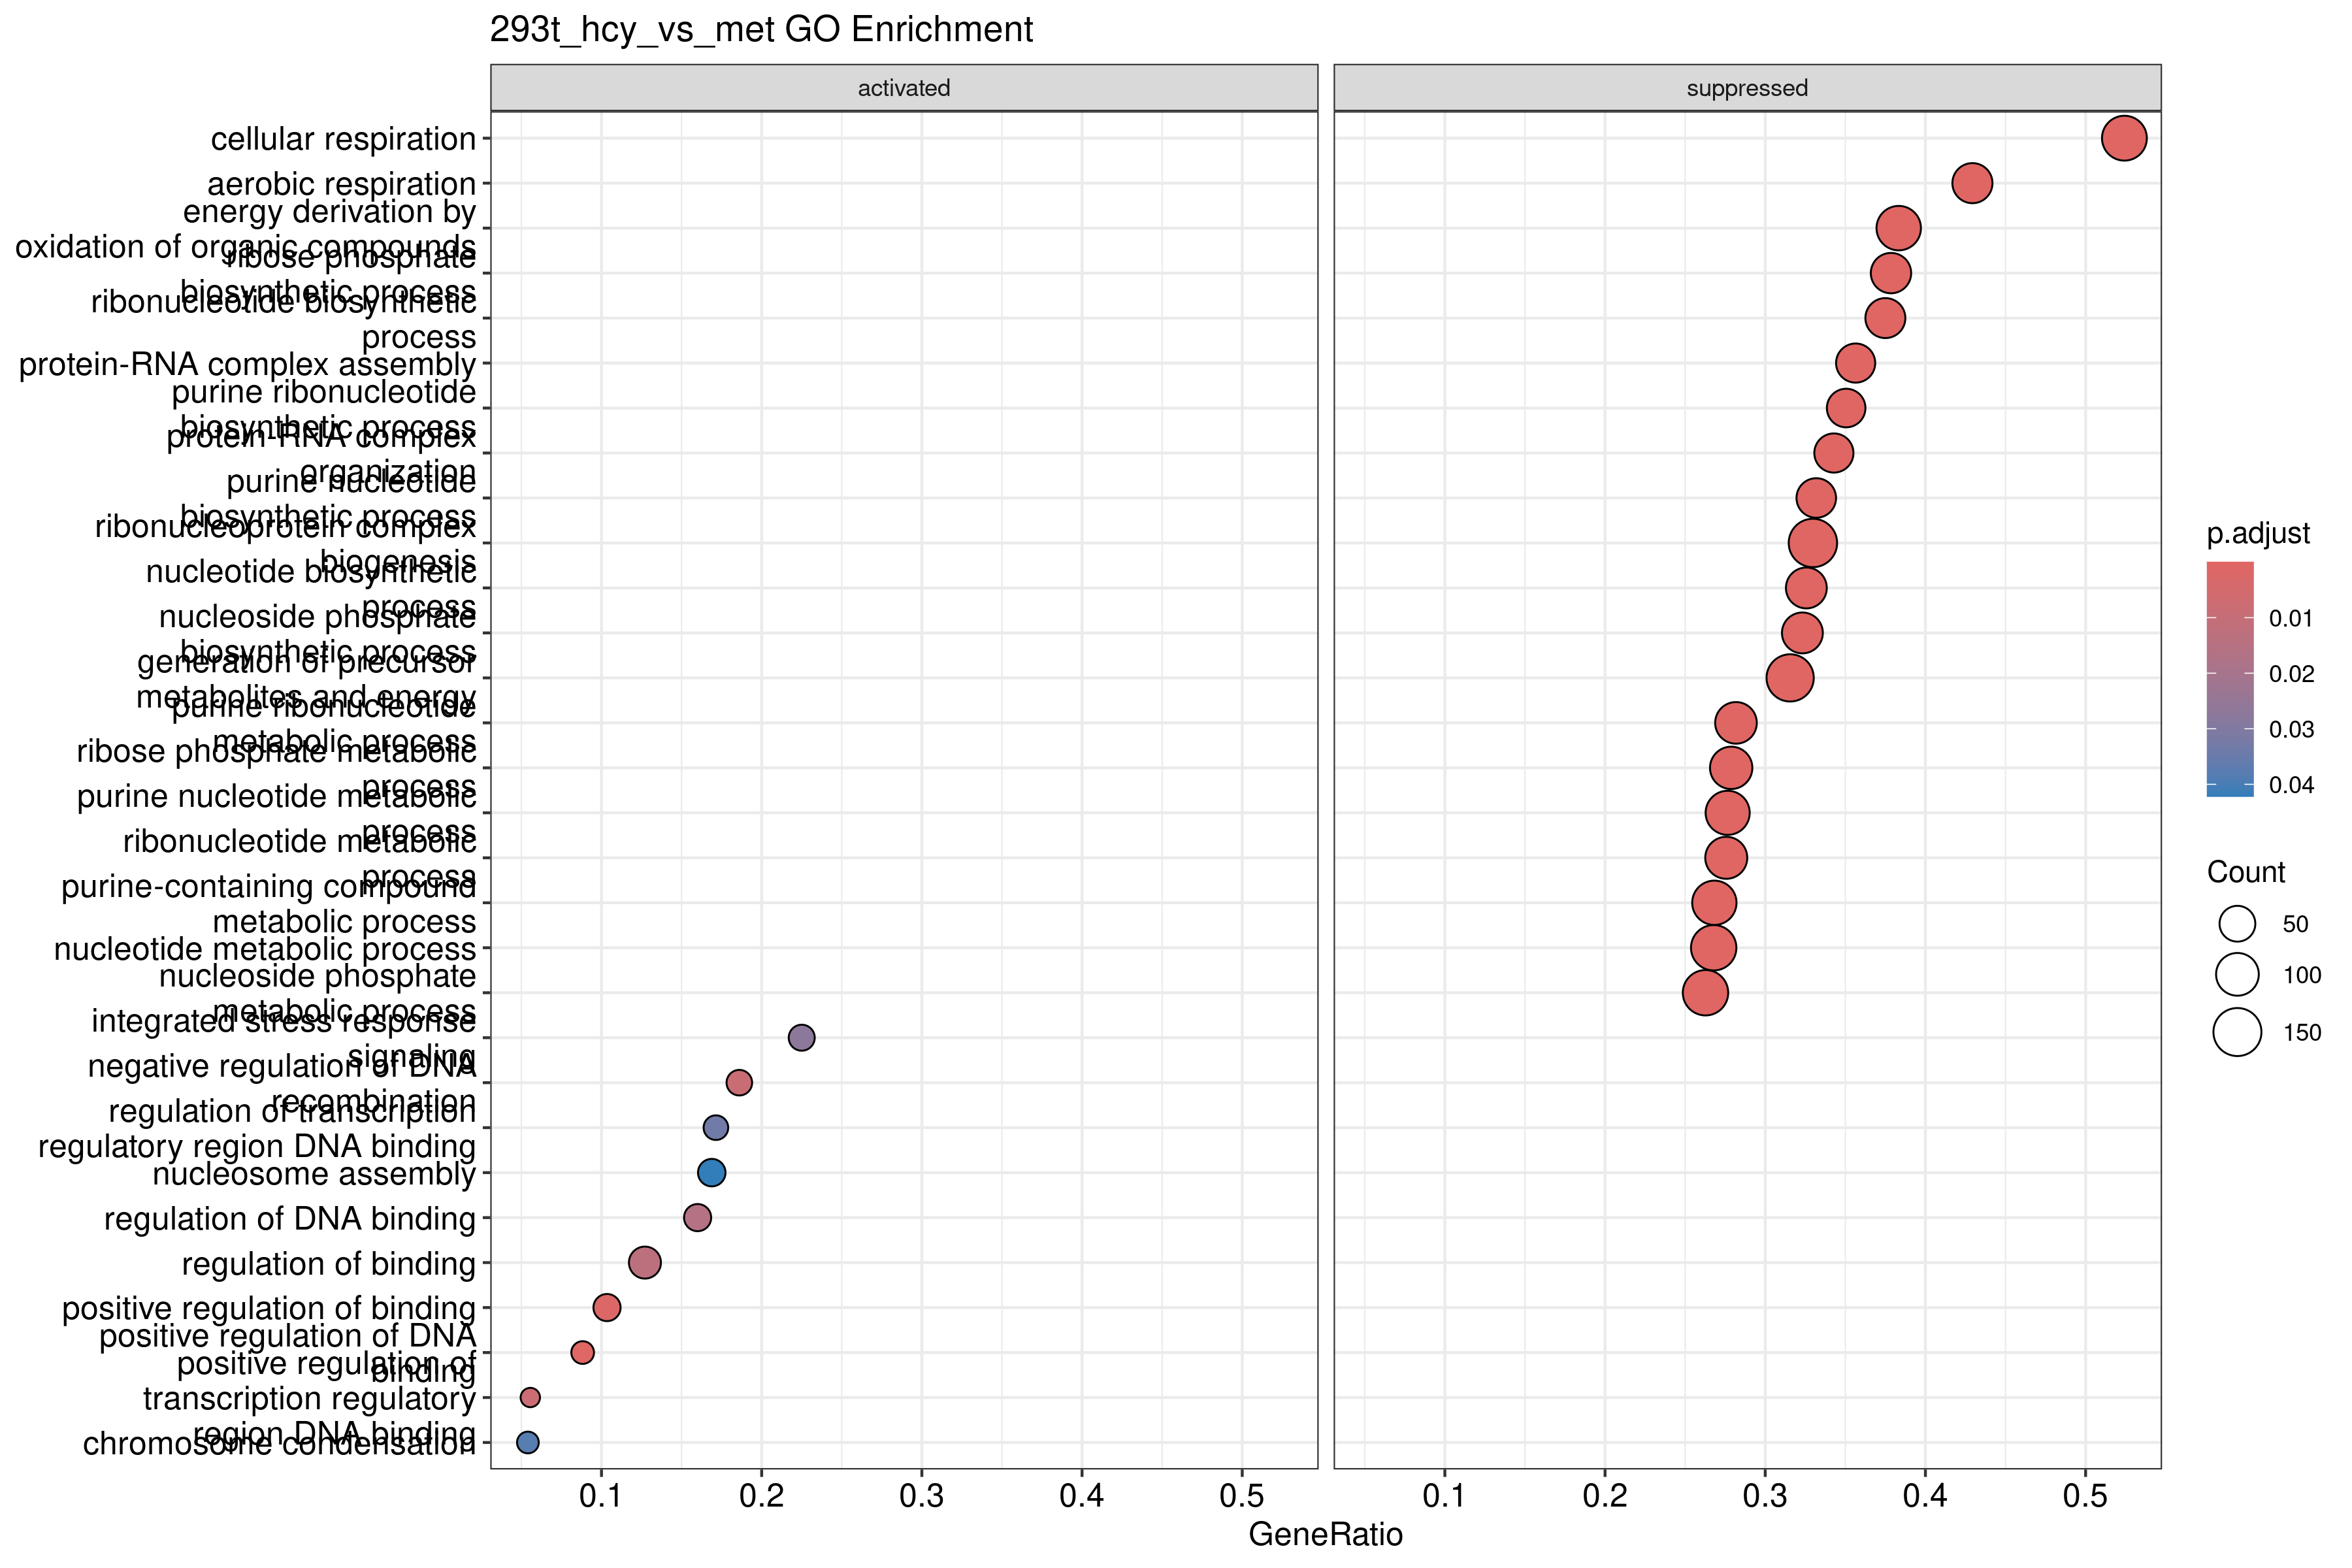 293t_hcy_vs_met GO Enrichment
activated
suppressed
cellular respiration
aerobic respiration
energy derivation by
oxidation of organic compounds
ribose phosphate
biosynthetic process
ribonucleotide biosynthetic
process
protein-RNA complex assembly
purine ribonucleotide
biosynthetic process
protein-RNA complex
organization
purine nucleotide
biosynthetic process
ribonucleoprotein complex
biogenesis
nucleotide biosynthetic
process
nucleoside phosphate
biosynthetic process
generation of precursor
metabolites and energy
purine ribonucleotide
metabolic process
ribose phosphate metabolic
process
purine nucleotide metabolic
process
ribonucleotide metabolic
process
purine-containing compound
metabolic process
nucleotide metabolic process
nucleoside phosphate
metabolic process
integrated stress response
signaling
negative regulation of DNA
recombination
regulation of transcription
regulatory region DNA binding
nucleosome assembly
regulation of DNA binding
regulation of binding
positive regulation of binding
positive regulation of DNA
binding
positive regulation of
transcription regulatory
region DNA binding
chromosome condensation
0.1 0.2 0.3 0.4 0.5
0.1 0.2 0.3 0.4 0.5
GeneRatio
p.adjust
0.01
0.02
0.03
0.04
Count
50
100
150